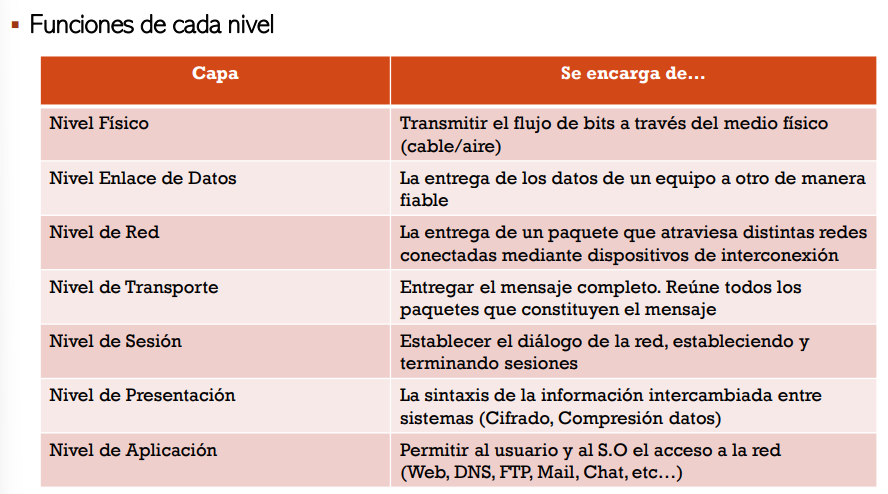 Funciones de cada nivel
Capa
Se encarga de...
Nivel Físico
Transmitir el flujo de bits a través del medio físico
(cable/aire)
Nivel Enlace de Datos
La entrega de los datos de un equipo a otro de manera
fiable
Nivel de Red
La entrega de un paquete que atraviesa distintas redes
conectadas mediante dispositivos de interconexión
Nivel de Transporte
Entregar el mensaje completo. Reúne todos los
paquetes que constituyen el mensaje
Nivel de Sesión
Establecer el diálogo de la red, estableciendo y
terminando sesiones
Nivel de Presentación
La sintaxis de la información intercambiada entre
sistemas (Cifrado, Compresión datos)
Nivel de Aplicación
Permitir al usuario y al S.O el acceso a la red
(Web, DNS, FTP, Mail, Chat, etc...)